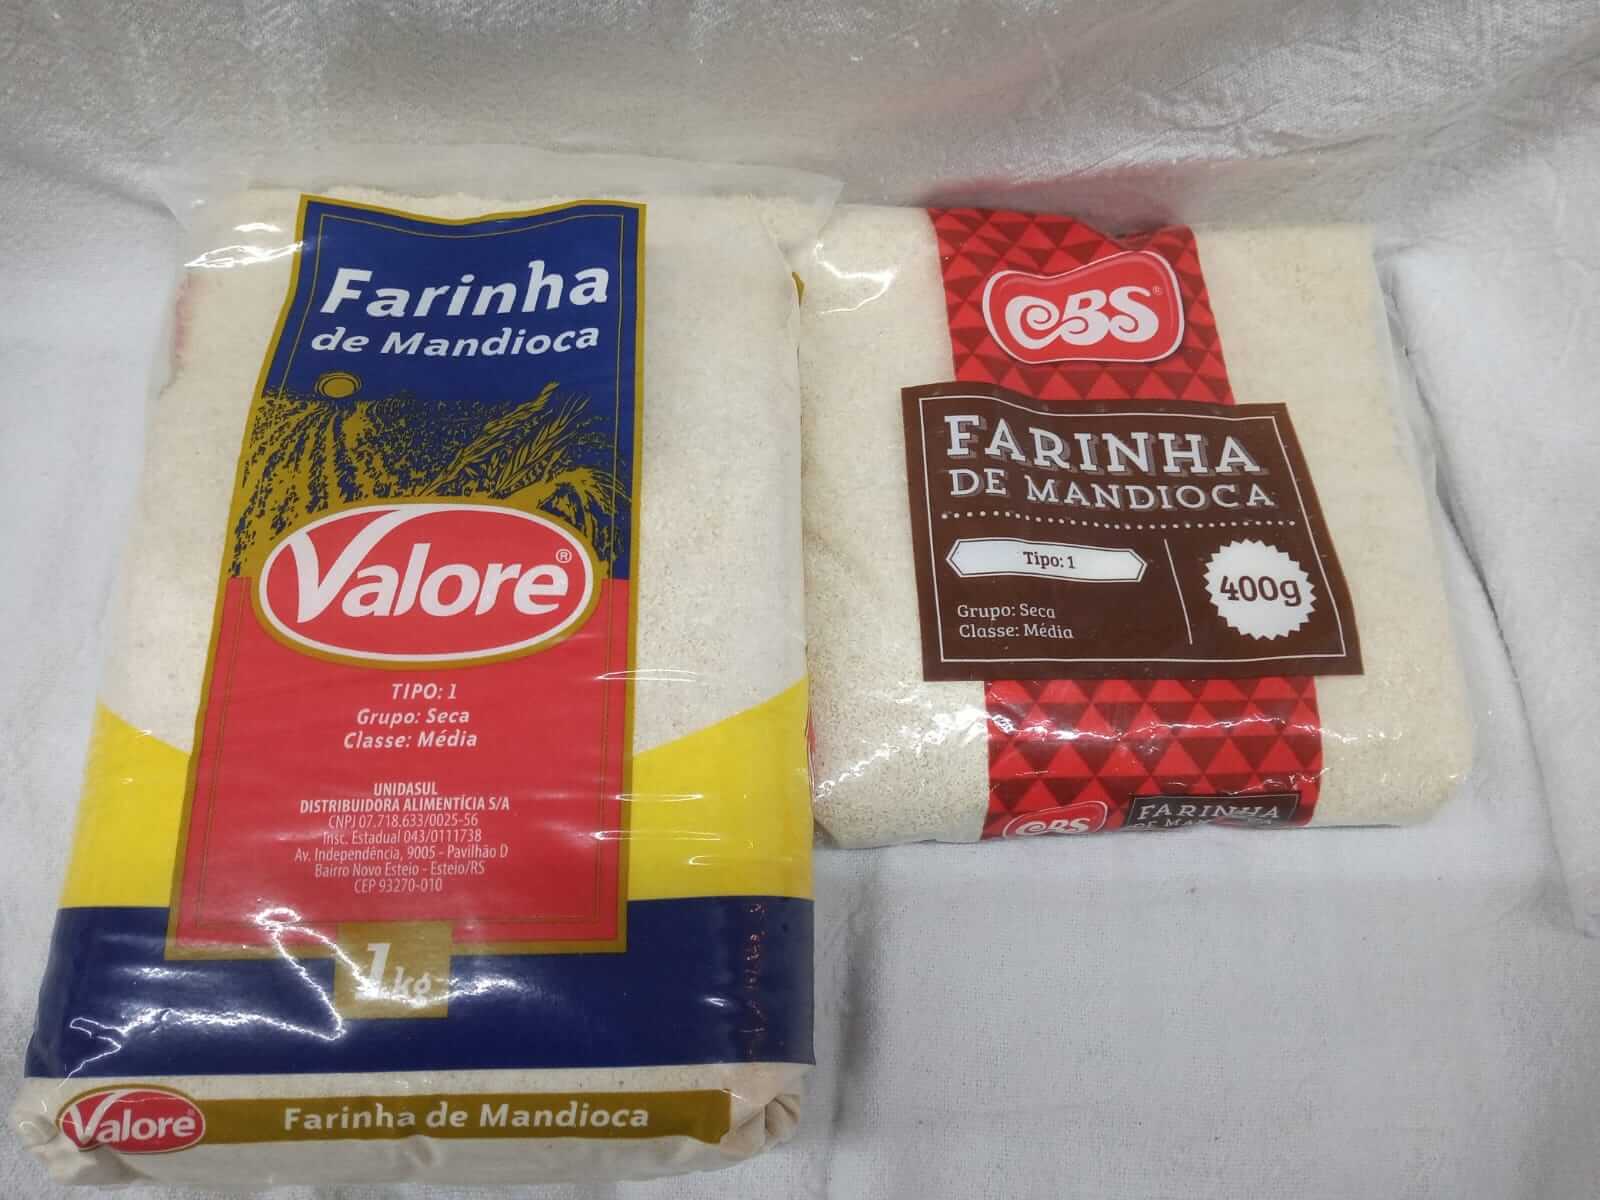 Farinha
de Mandioca
Valore®
TIPO: 1
Grupo: Seca
Classe: Média
UNIDASUL
DISTRIBUIDORA ALIMENTÍCIA S/A
CNPJ 07.718.633/0025-56
Insc. Estadual 043/0111738
Av. Independência, 9005 - Pavilhão D
Bairro Novo Esteio - Esteio/RS
CEP 93270-010
1kg
Valore®
Farinha de Mandioca
CBS®
FARINHA
DE MANDIOCA
Tipo: 1
400g
Grupo: Seca
Classe: Média
CBS
FARINHA
DE